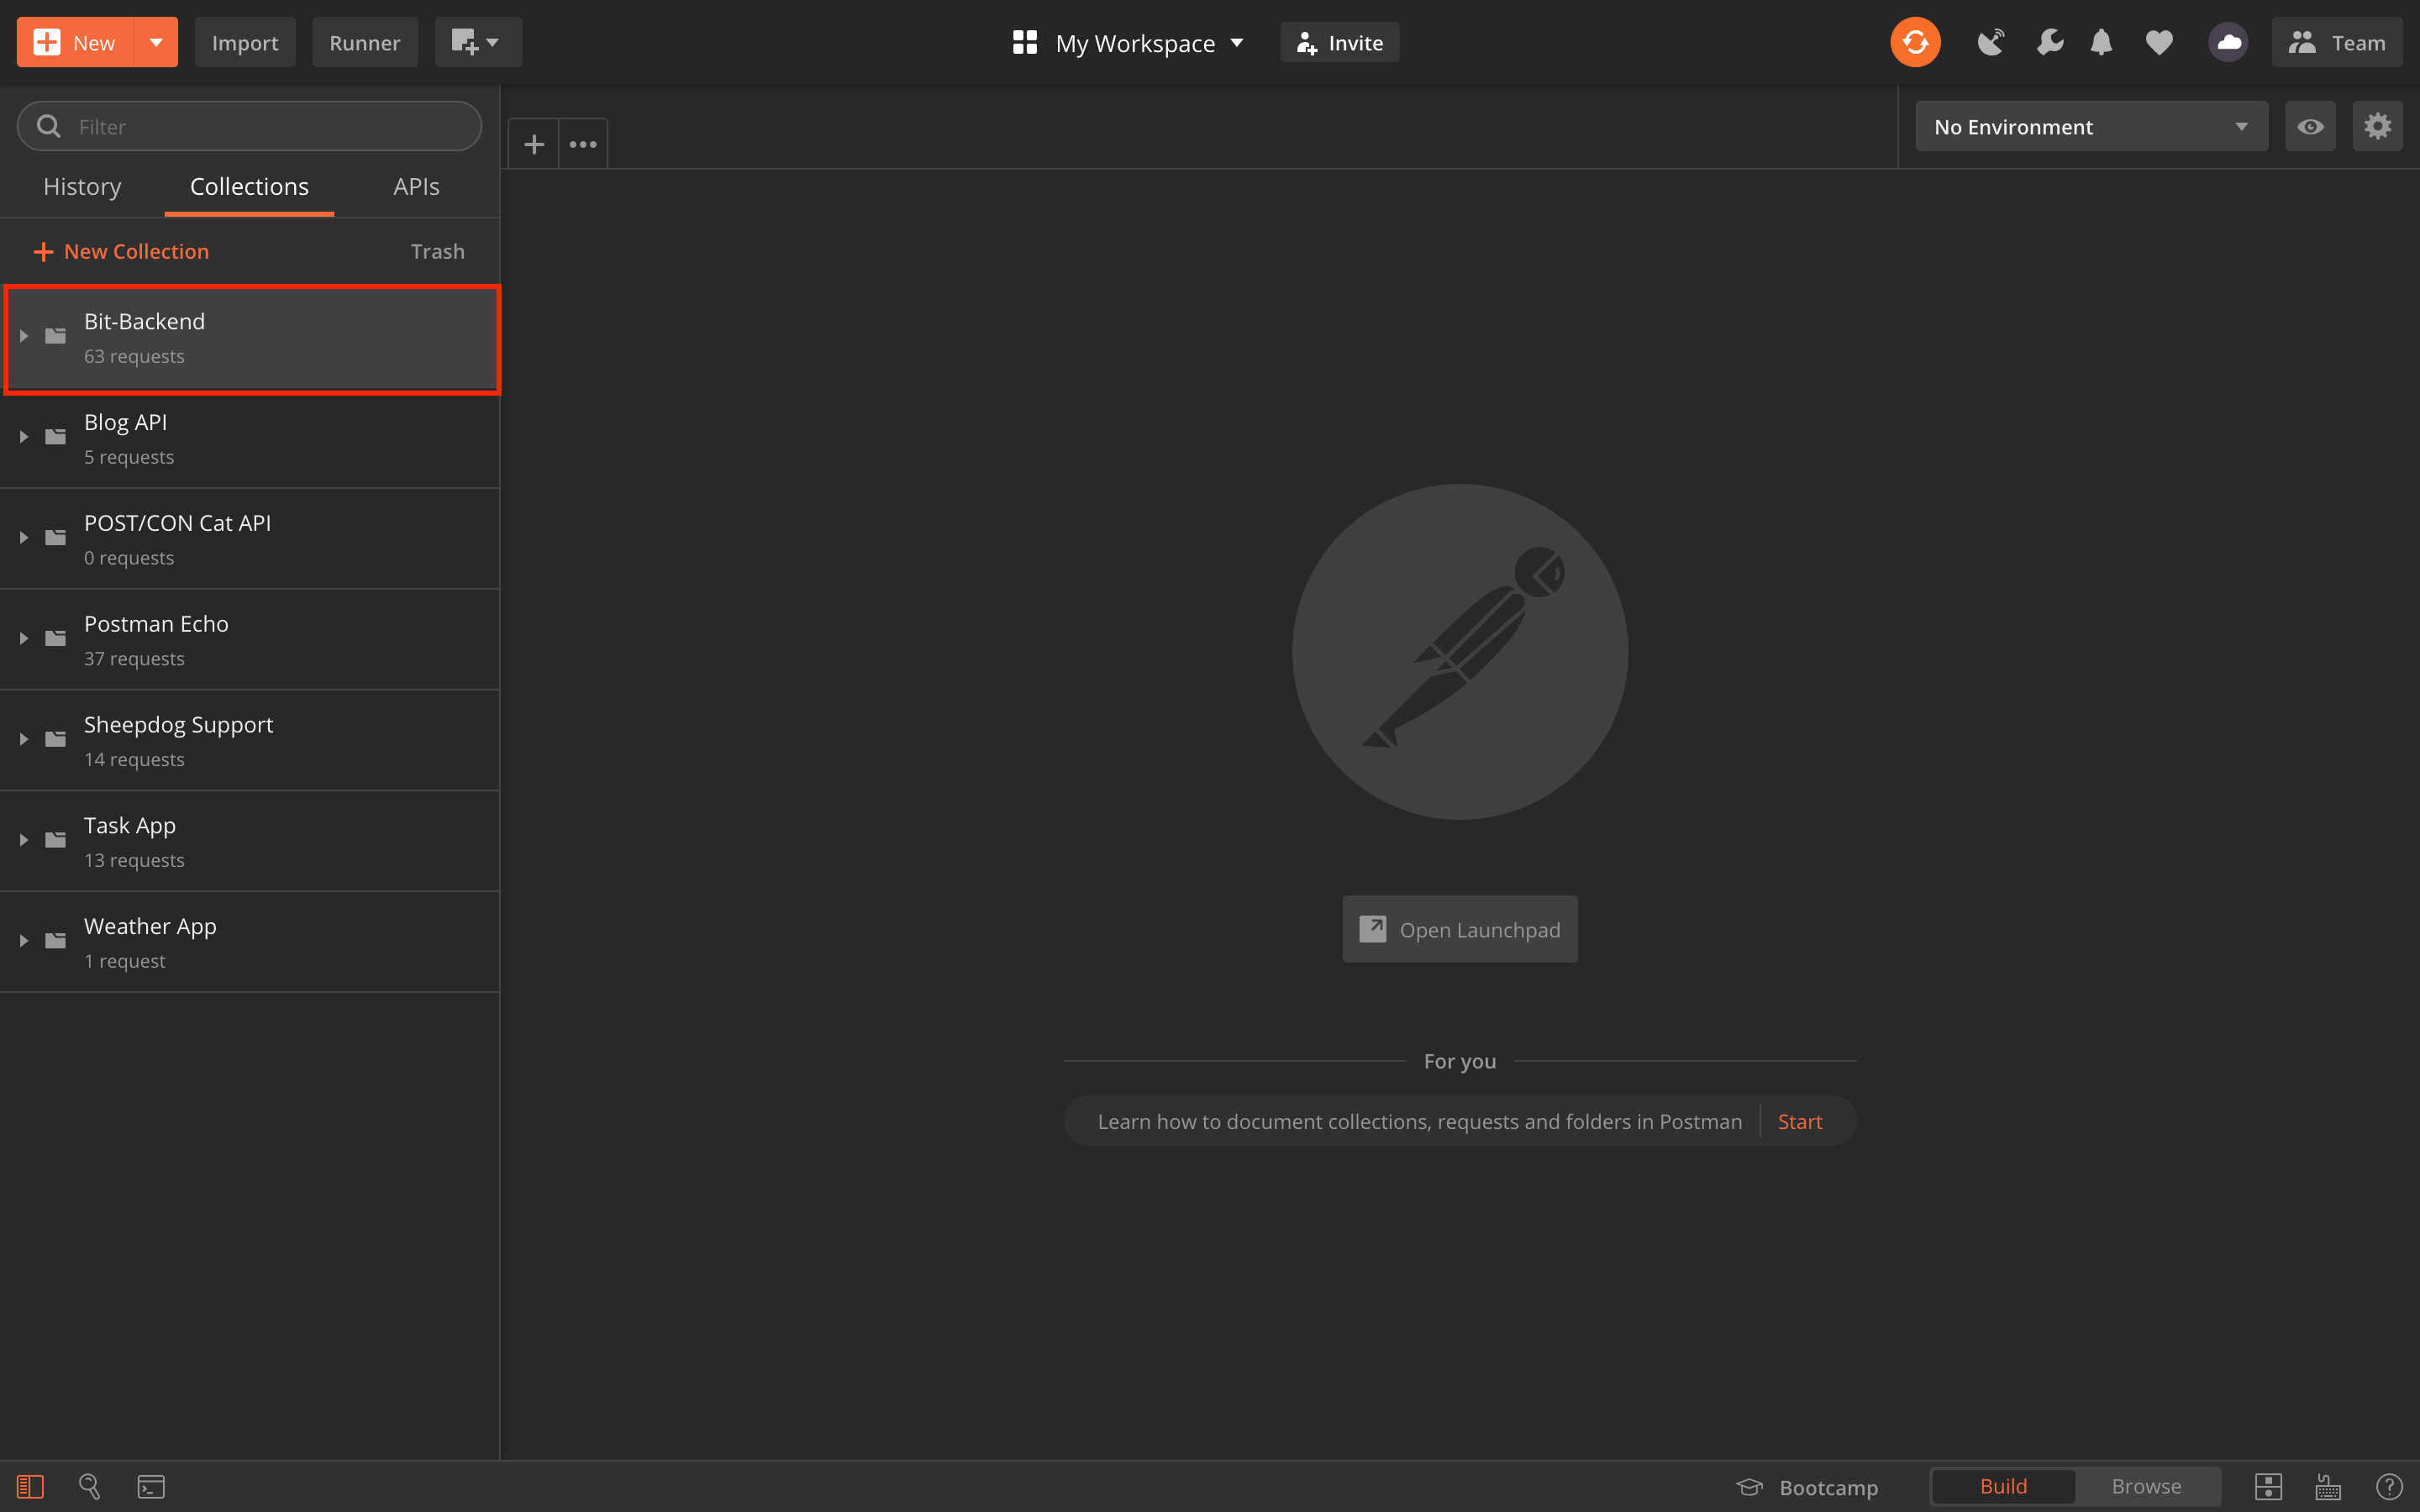 New
Import
Runner
My Workspace
Invite
Team
Filter
No Environment
History
Collections
APIs
New Collection
Trash
Bit-Backend
63 requests
Blog API
5 requests
POST/CON Cat API
0 requests
Postman Echo
37 requests
Sheepdog Support
14 requests
Task App
13 requests
Weather App
1 request
Open Launchpad
For you
Learn how to document collections, requests and folders in Postman
Start
Bootcamp
Build
Browse